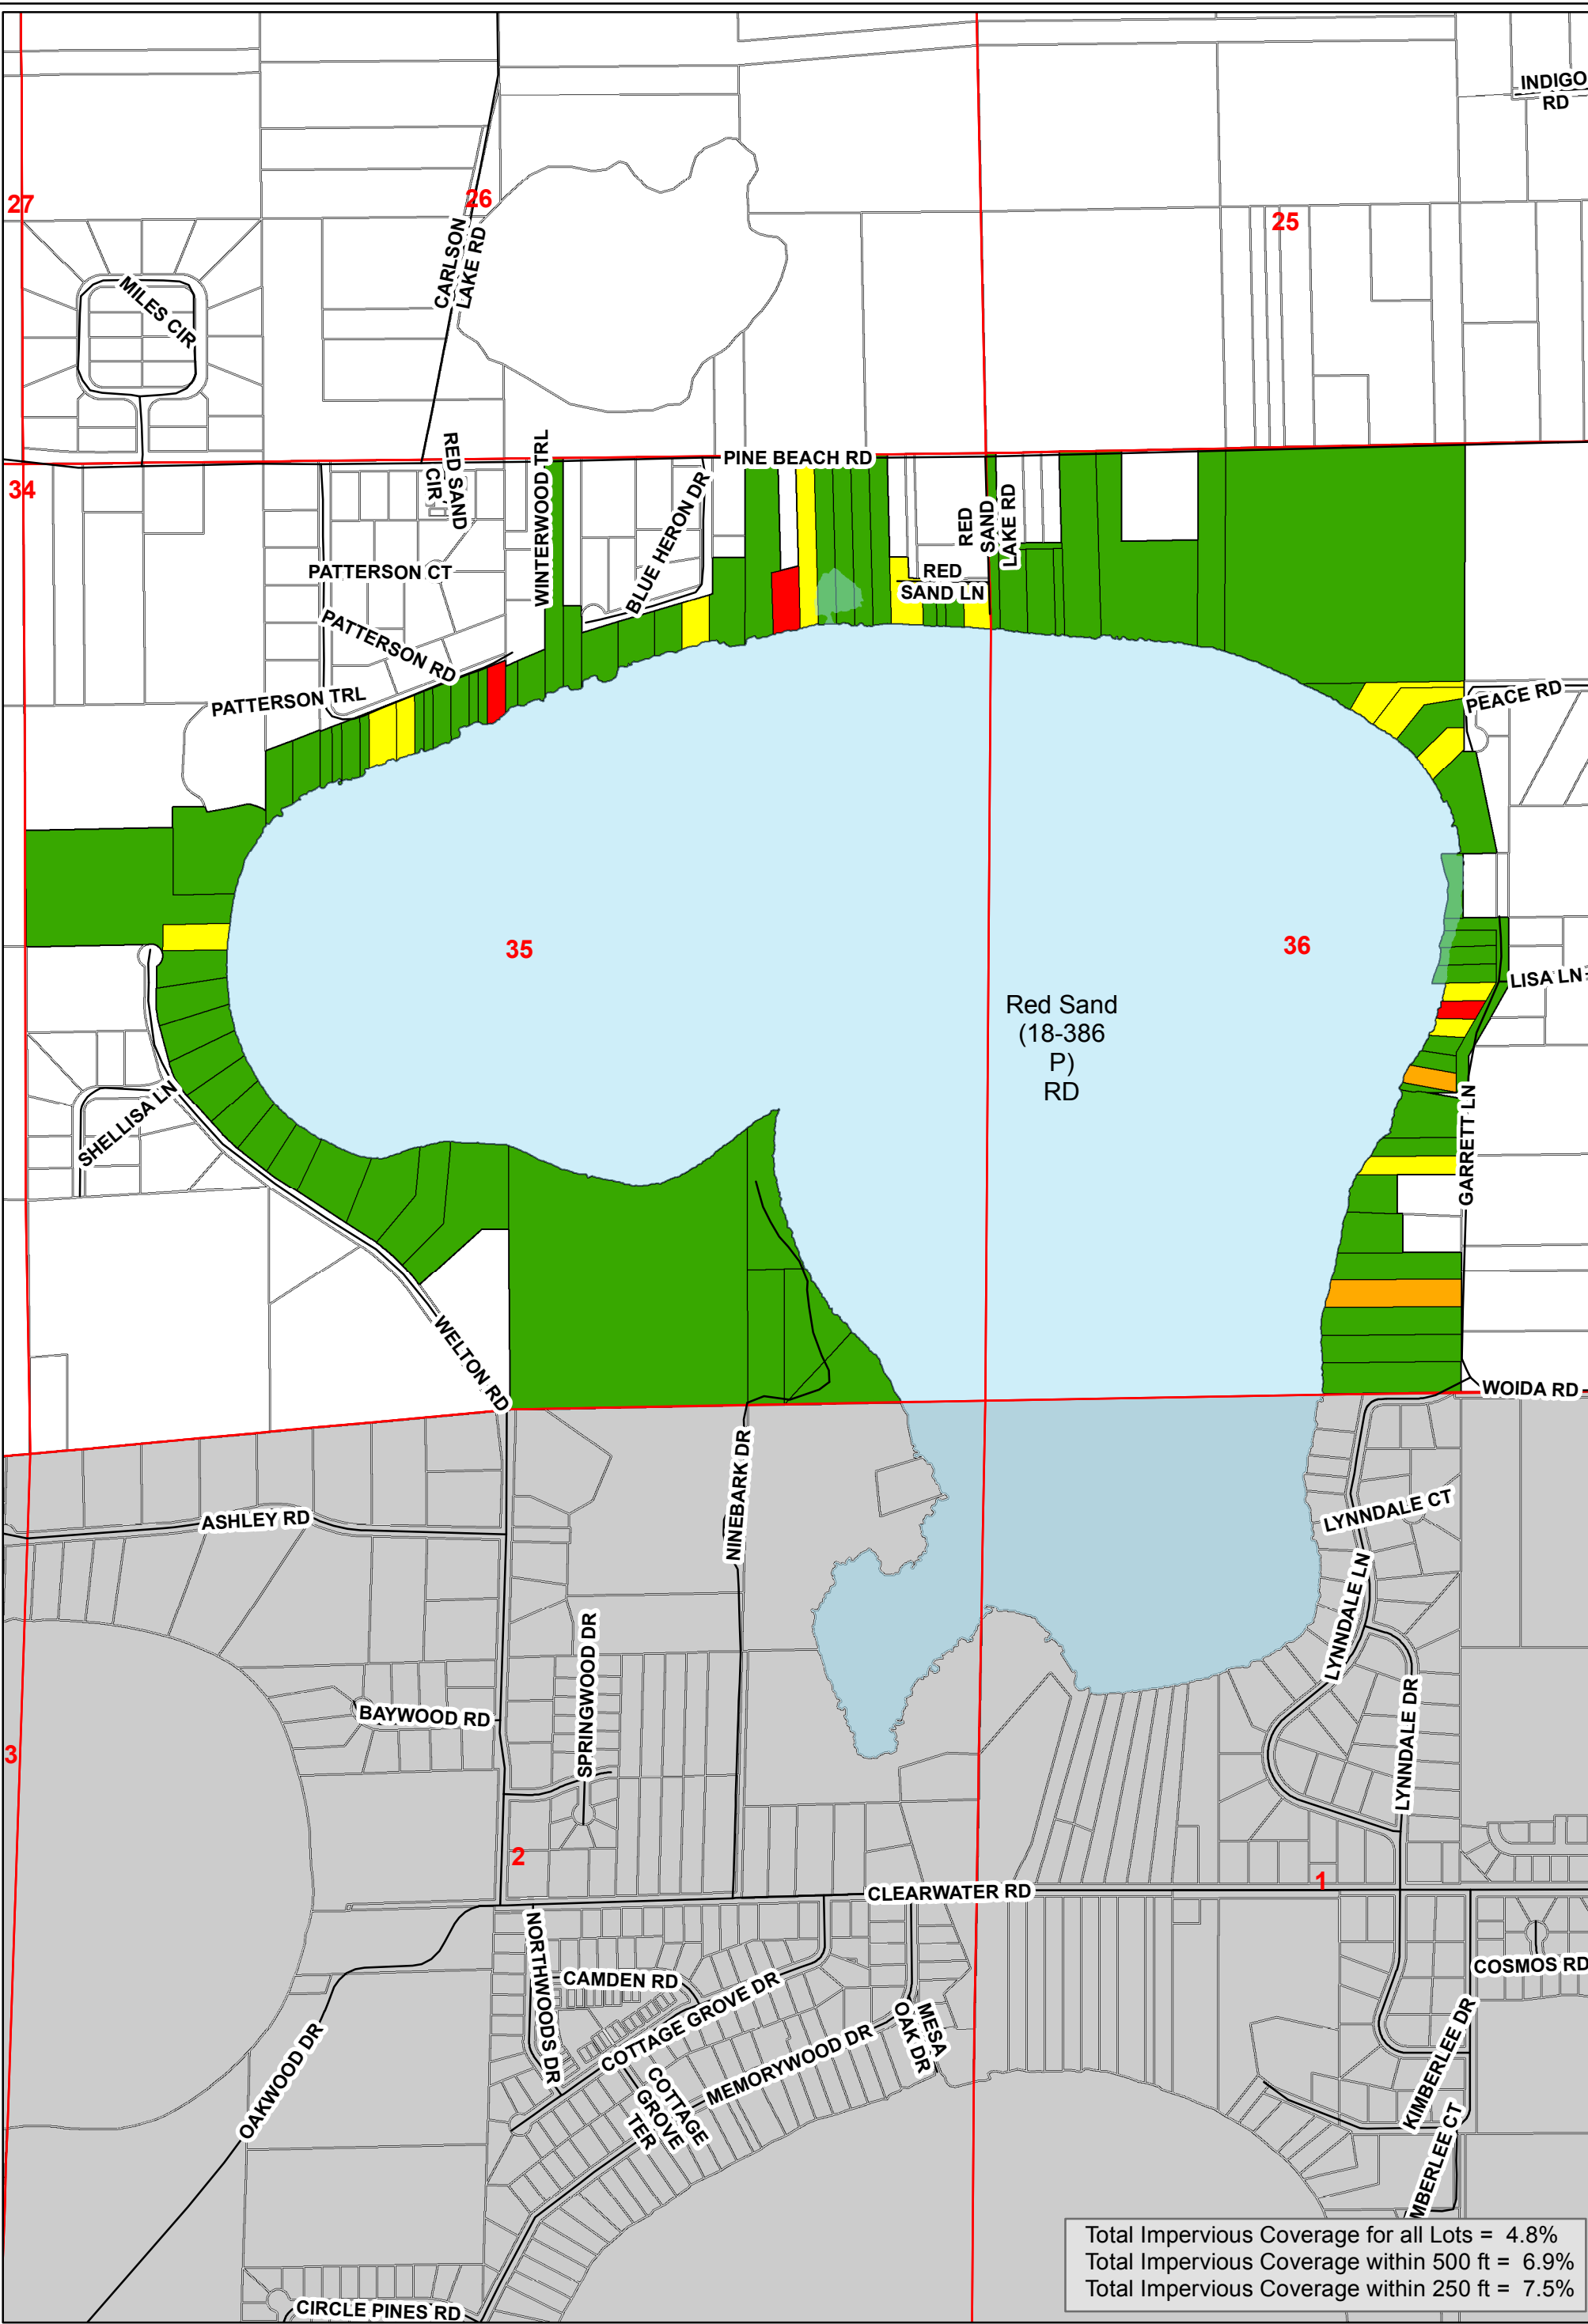 INDIGO
RD
27
26
25
CARLSON
LAKE RD
MILES CIR
34
RED SAND
CIR
WINTERWOOD TRL
PINE BEACH RD
BLUE HERON DR
RED
SAND
LAKE RD
PATTERSON CT
RED
SAND LN
PATTERSON RD
PATTERSON TRL
PEACE RD
35
36
LISA LN
Red Sand
(18-386
P)
RD
SHELLISA LN
GARRETT LN
WELTON RD
WOIDA RD
NINEBARK DR
ASHLEY RD
LYNNDALE CT
LYNNDALE LN
SPRINGWOOD DR
BAYWOOD RD
LYNNDALE DR
3
2
1
CLEARWATER RD
NORTHWOODS DR
CAMDEN RD
COTTAGE GROVE DR
MESA
OAK DR
COSMOS RD
OAKWOOD DR
MEMORYWOOD DR
COTTAGE
GROVE
TER
KIMBERLEE DR
MBERLEE CT
CIRCLE PINES RD
Total Impervious Coverage for all Lots = 4.8%
Total Impervious Coverage within 500 ft = 6.9%
Total Impervious Coverage within 250 ft = 7.5%